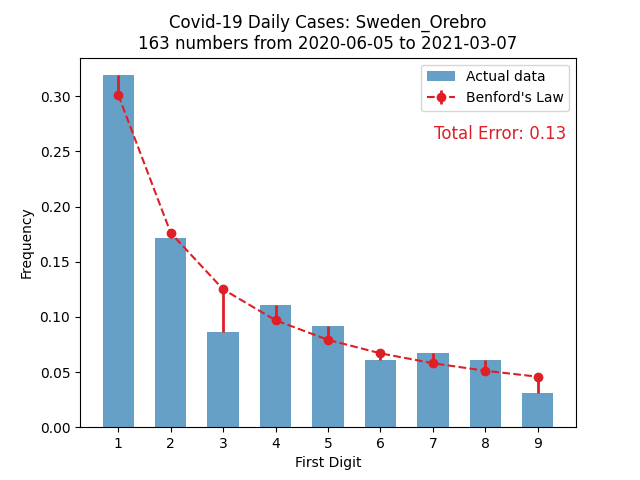 Covid-19 Daily Cases: Sweden_Orebro
163 numbers from 2020-06-05 to 2021-03-07
Actual data
Benford's Law
Total Error: 0.13
Frequency
0.30
0.25
0.20
0.15
0.10
0.05
0.00
1 2 3 4 5 6 7 8 9
First Digit